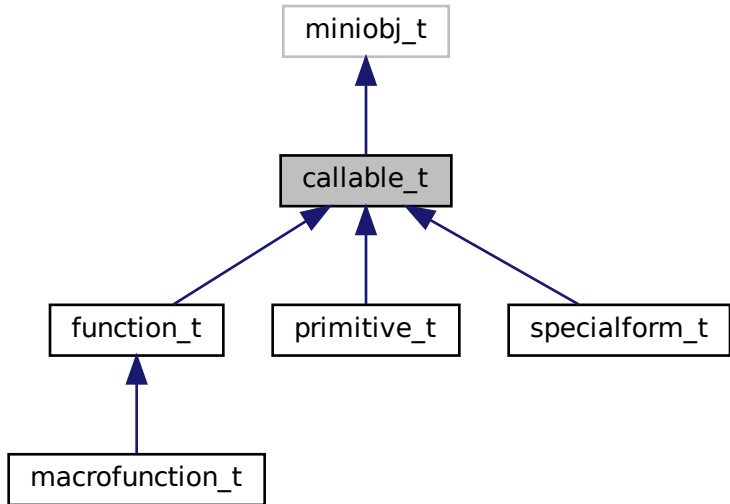 miniobj_t
callable_t
function_t
primitive_t
specialform_t
macrofunction_t